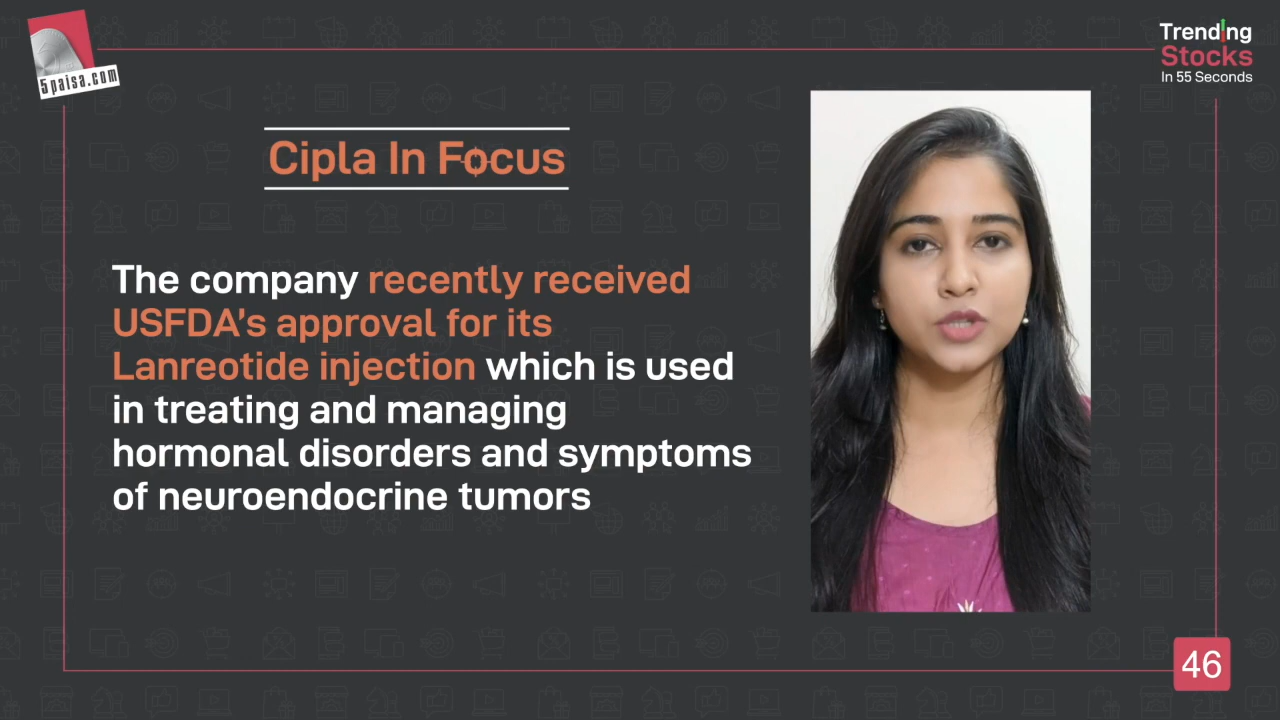 5paisa.com
Trending
Stocks
In 55 Seconds
Cipla In Focus
The company recently received
USFDA's approval for its
Lanreotide injection which is used
in treating and managing
hormonal disorders and symptoms
of neuroendocrine tumors
46